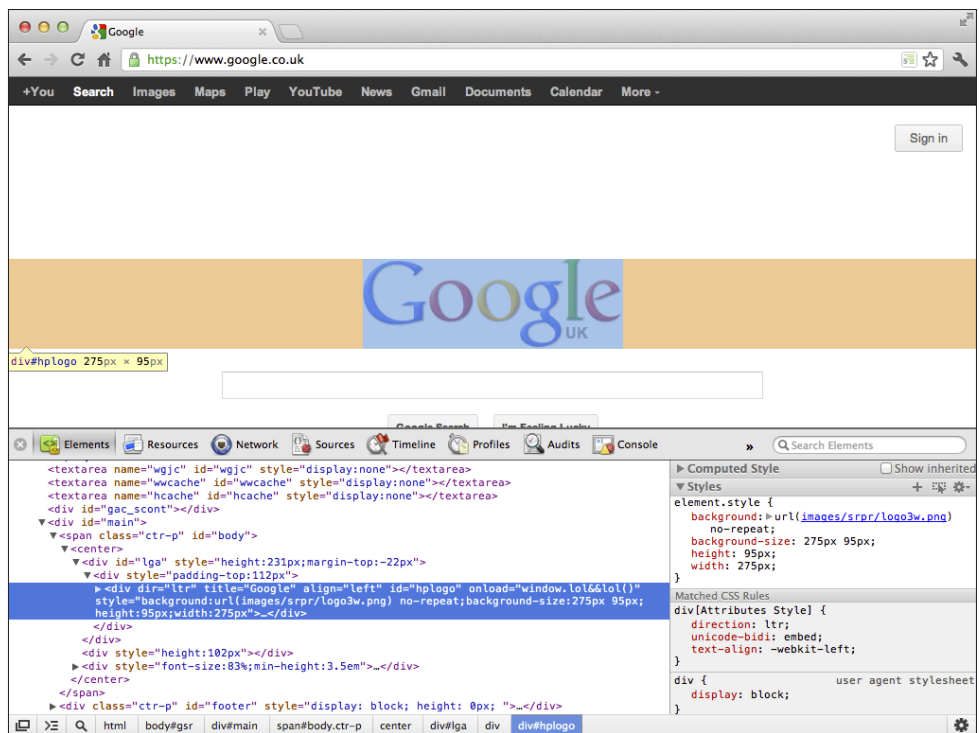 Google
https://www.google.co.uk
+You Search Images Maps Play YouTube News Gmail Documents Calendar More
Sign in
Google
UK
div#hplogo 275px × 95px
Google Search I'm Feeling Lucky
Elements Resources Network Sources Timeline Profiles Audits Console » Search Elements
<textarea name="wgjc" id="wgjc" style="display:none"></textarea>
<textarea name="wwcache" id="wwcache" style="display:none"></textarea>
<textarea name="hcache" id="hcache" style="display:none"></textarea>
<div id="gac_scont"></div>
▼<div id="main">
▼<span class="ctr-p" id="body">
▼<center>
▼<div id="lga" style="height:231px;margin-top:-22px">
▼<div style="padding-top:112px">
▶<div dir="ltr" title="Google" align="left" id="hplogo" onload="window.lol&&lol()"
style="background:url(images/srpr/logo3w.png) no-repeat;background-size:275px 95px;
height:95px;width:275px">…</div>
</div>
</div>
<div style="height:102px"></div>
▶<div style="font-size:83%;min-height:3.5em">…</div>
</center>
</span>
▶<div class="ctr-p" id="footer" style="display: block; height: 0px; ">…</div>
▶ Computed Style Show inherited
▼ Styles
element.style {
background:▶url(images/srpr/logo3w.png)
no-repeat;
background-size: 275px 95px;
height: 95px;
width: 275px;
}
Matched CSS Rules
div[Attributes Style] {
direction: ltr;
unicode-bidi: embed;
text-align: -webkit-left;
}
div { user agent stylesheet
display: block;
}
html body#gsr div#main span#body.ctr-p center div#lga div div#hplogo